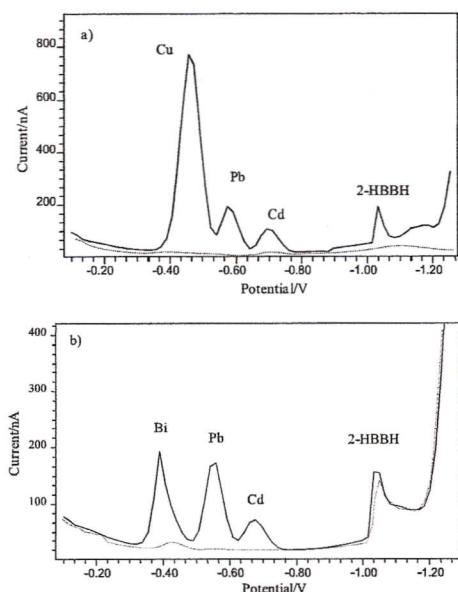 a)
Cu
Pb
Cd
2-HBBH
Current/nA
800
600
400
200
-0.20 -0.40 -0.60 -0.80 -1.00 -1.20
Potential/V
b)
Bi
Pb
Cd
2-HBBH
Current/nA
400
300
200
100
-0.20 -0.40 -0.60 -0.80 -1.00 -1.20
Potential/V